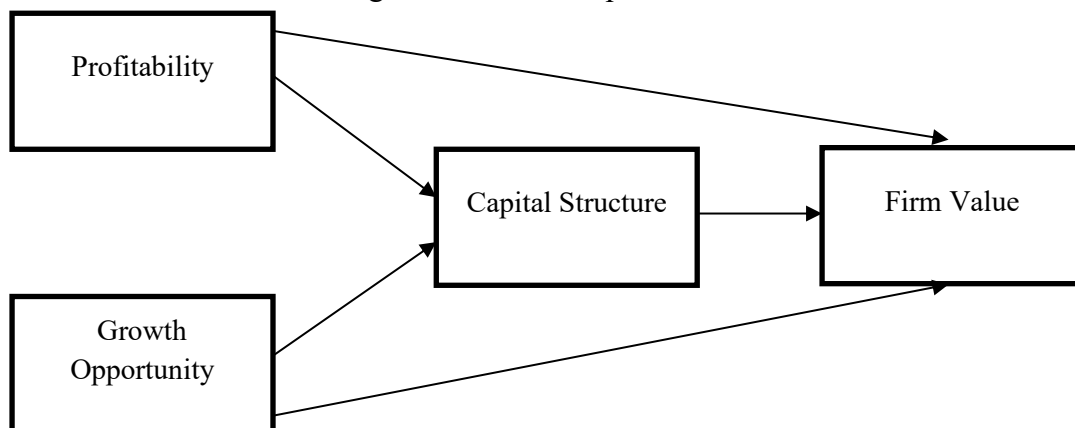 Profitability
Capital Structure
Firm Value
Growth
Opportunity